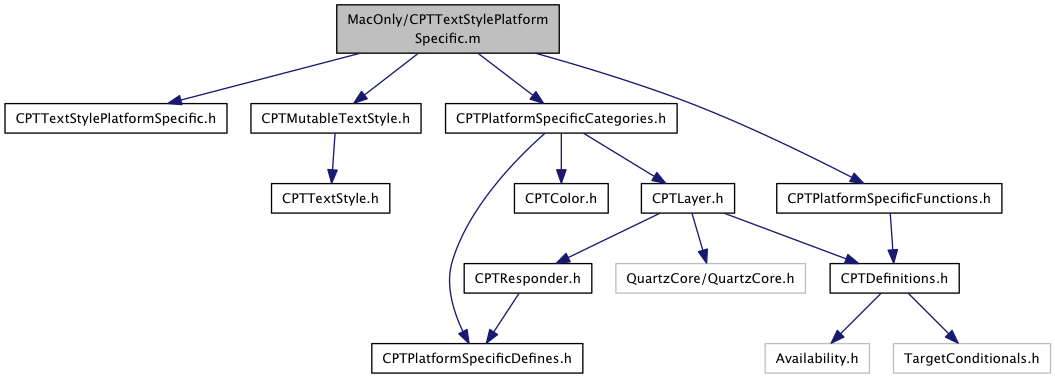 MacOnly/CPTTextStylePlatform
Specific.m
CPTTextStylePlatformSpecific.h
CPTMutableTextStyle.h
CPTPlatformSpecificCategories.h
CPTTextStyle.h
CPTColor.h
CPTLayer.h
CPTPlatformSpecificFunctions.h
CPTResponder.h
QuartzCore/QuartzCore.h
CPTDefinitions.h
CPTPlatformSpecificDefines.h
Availability.h
TargetConditionals.h